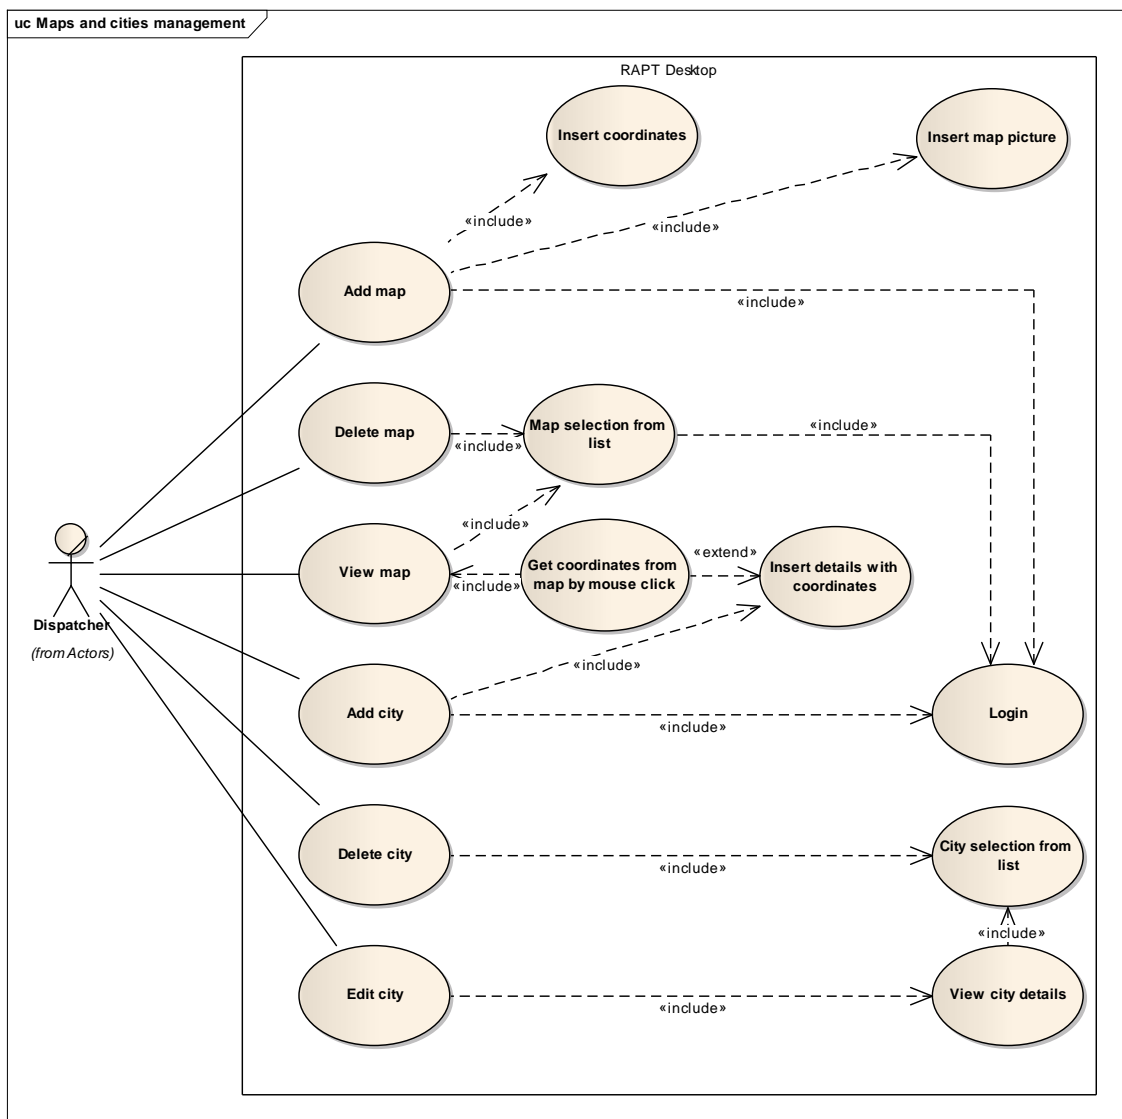 uc Maps and cities management
RAPT Desktop
Insert coordinates
Insert map picture
«include»
«include»
Add map
«include»
Delete map
«include»
Map selection from
list
«include»
«include»
View map
«include»
Get coordinates from
map by mouse click
«extend»
Insert details with
coordinates
Dispatcher
(from Actors)
«include»
Add city
«include»
Login
Delete city
«include»
City selection from
list
«include»
Edit city
«include»
View city details